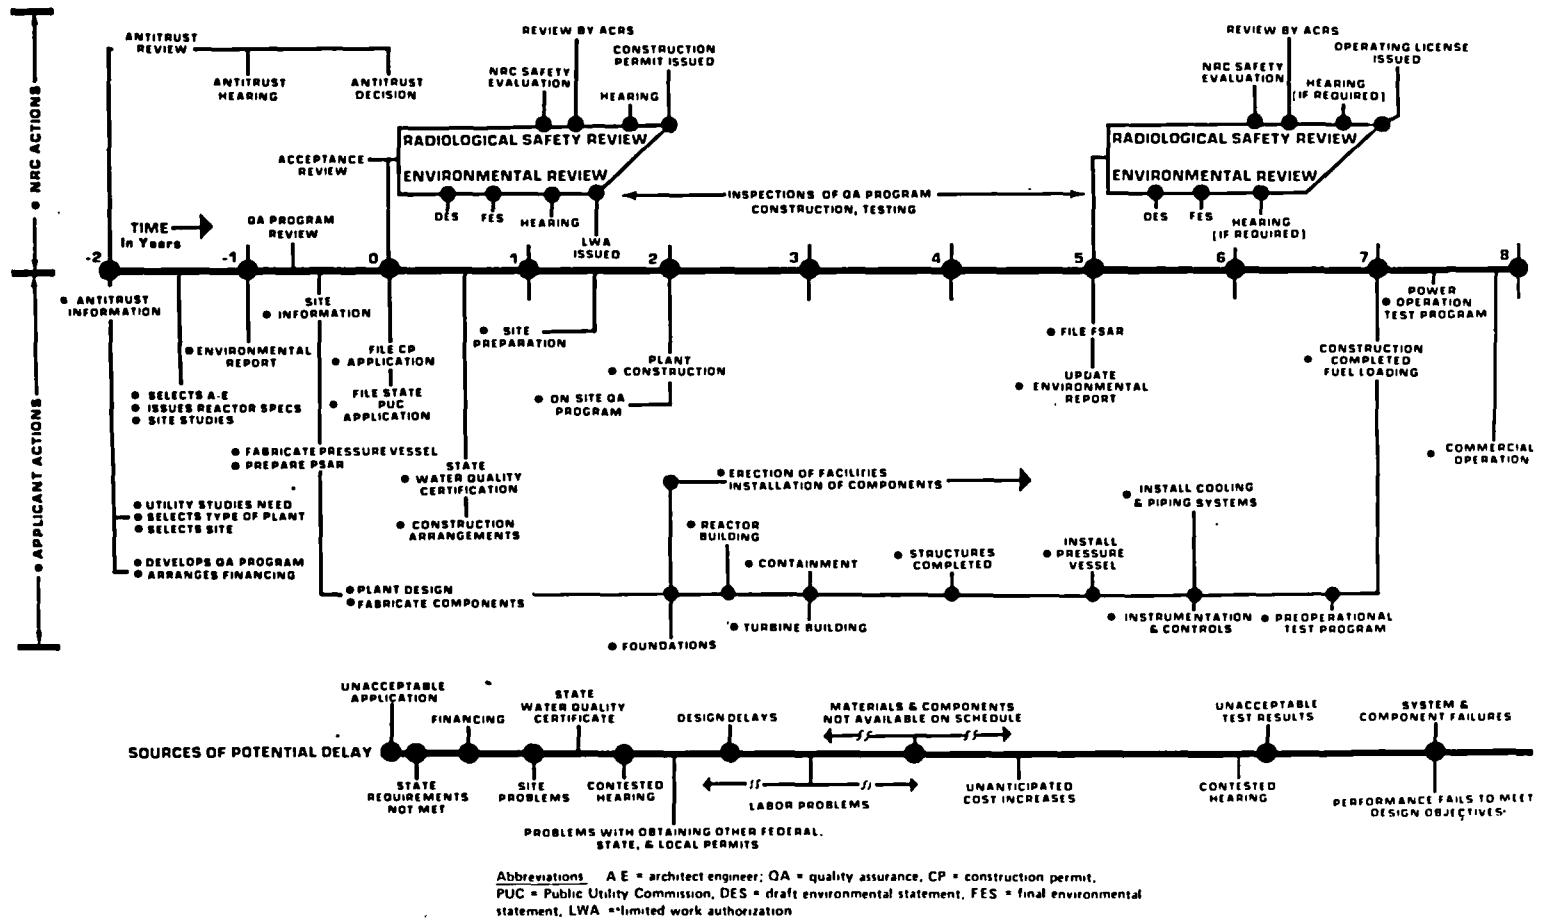 ● NRC ACTIONS
● APPLICANT ACTIONS
ANTITRUST
REVIEW
ANTITRUST
HEARING
ANTITRUST
DECISION
REVIEW BY ACRS
CONSTRUCTION
PERMIT ISSUED
NRC SAFETY
EVALUATION
HEARING
RADIOLOGICAL SAFETY REVIEW
ACCEPTANCE
REVIEW
ENVIRONMENTAL REVIEW
DES
FES
HEARING
LWA
ISSUED
INSPECTIONS OF QA PROGRAM
CONSTRUCTION, TESTING
REVIEW BY ACRS
OPERATING LICENSE
ISSUED
NRC SAFETY
EVALUATION
HEARING
[IF REQUIRED]
RADIOLOGICAL SAFETY REVIEW
ENVIRONMENTAL REVIEW
DES
FES
HEARING
[IF REQUIRED]
TIME
In Years
QA PROGRAM
REVIEW
-2
-1
0
1
2
3
4
5
6
7
8
● ANTITRUST
INFORMATION
SITE
● INFORMATION
● ENVIRONMENTAL
REPORT
● SELECTS A-E
● ISSUES REACTOR SPECS
● SITE STUDIES
FILE CP
● APPLICATION
FILE STATE
● PUC
APPLICATION
● SITE
PREPARATION
PLANT
● CONSTRUCTION
● ON SITE QA
PROGRAM
● FILE FSAR
UPDATE
● ENVIRONMENTAL
REPORT
POWER
● OPERATION
TEST PROGRAM
CONSTRUCTION
● COMPLETED
FUEL LOADING
COMMERCIAL
● OPERATION
● FABRICATE PRESSURE VESSEL
● PREPARE PSAR
STATE
● WATER QUALITY
CERTIFICATION
● CONSTRUCTION
ARRANGEMENTS
● UTILITY STUDIES NEED
● SELECTS TYPE OF PLANT
● SELECTS SITE
● DEVELOPS QA PROGRAM
● ARRANGES FINANCING
● PLANT DESIGN
● FABRICATE COMPONENTS
● ERECTION OF FACILITIES
INSTALLATION OF COMPONENTS
● REACTOR
BUILDING
● CONTAINMENT
● TURBINE BUILDING
● FOUNDATIONS
● STRUCTURES
COMPLETED
INSTALL
● PRESSURE
VESSEL
● INSTALL COOLING
& PIPING SYSTEMS
● INSTRUMENTATION
& CONTROLS
● PREOPERATIONAL
TEST PROGRAM
SOURCES OF POTENTIAL DELAY
UNACCEPTABLE
APPLICATION
STATE
REQUIREMENTS
NOT MET
FINANCING
SITE
PROBLEMS
STATE
WATER QUALITY
CERTIFICATE
CONTESTED
HEARING
PROBLEMS WITH OBTAINING OTHER FEDERAL,
STATE, & LOCAL PERMITS
DESIGN DELAYS
LABOR PROBLEMS
MATERIALS & COMPONENTS
NOT AVAILABLE ON SCHEDULE
UNANTICIPATED
COST INCREASES
CONTESTED
HEARING
UNACCEPTABLE
TEST RESULTS
SYSTEM &
COMPONENT FAILURES
PERFORMANCE FAILS TO MEET
DESIGN OBJECTIVES
Abbreviations A E = architect engineer; QA = quality assurance, CP = construction permit,
PUC = Public Utility Commission, DES = draft environmental statement, FES = final environmental
statement, LWA = limited work authorization